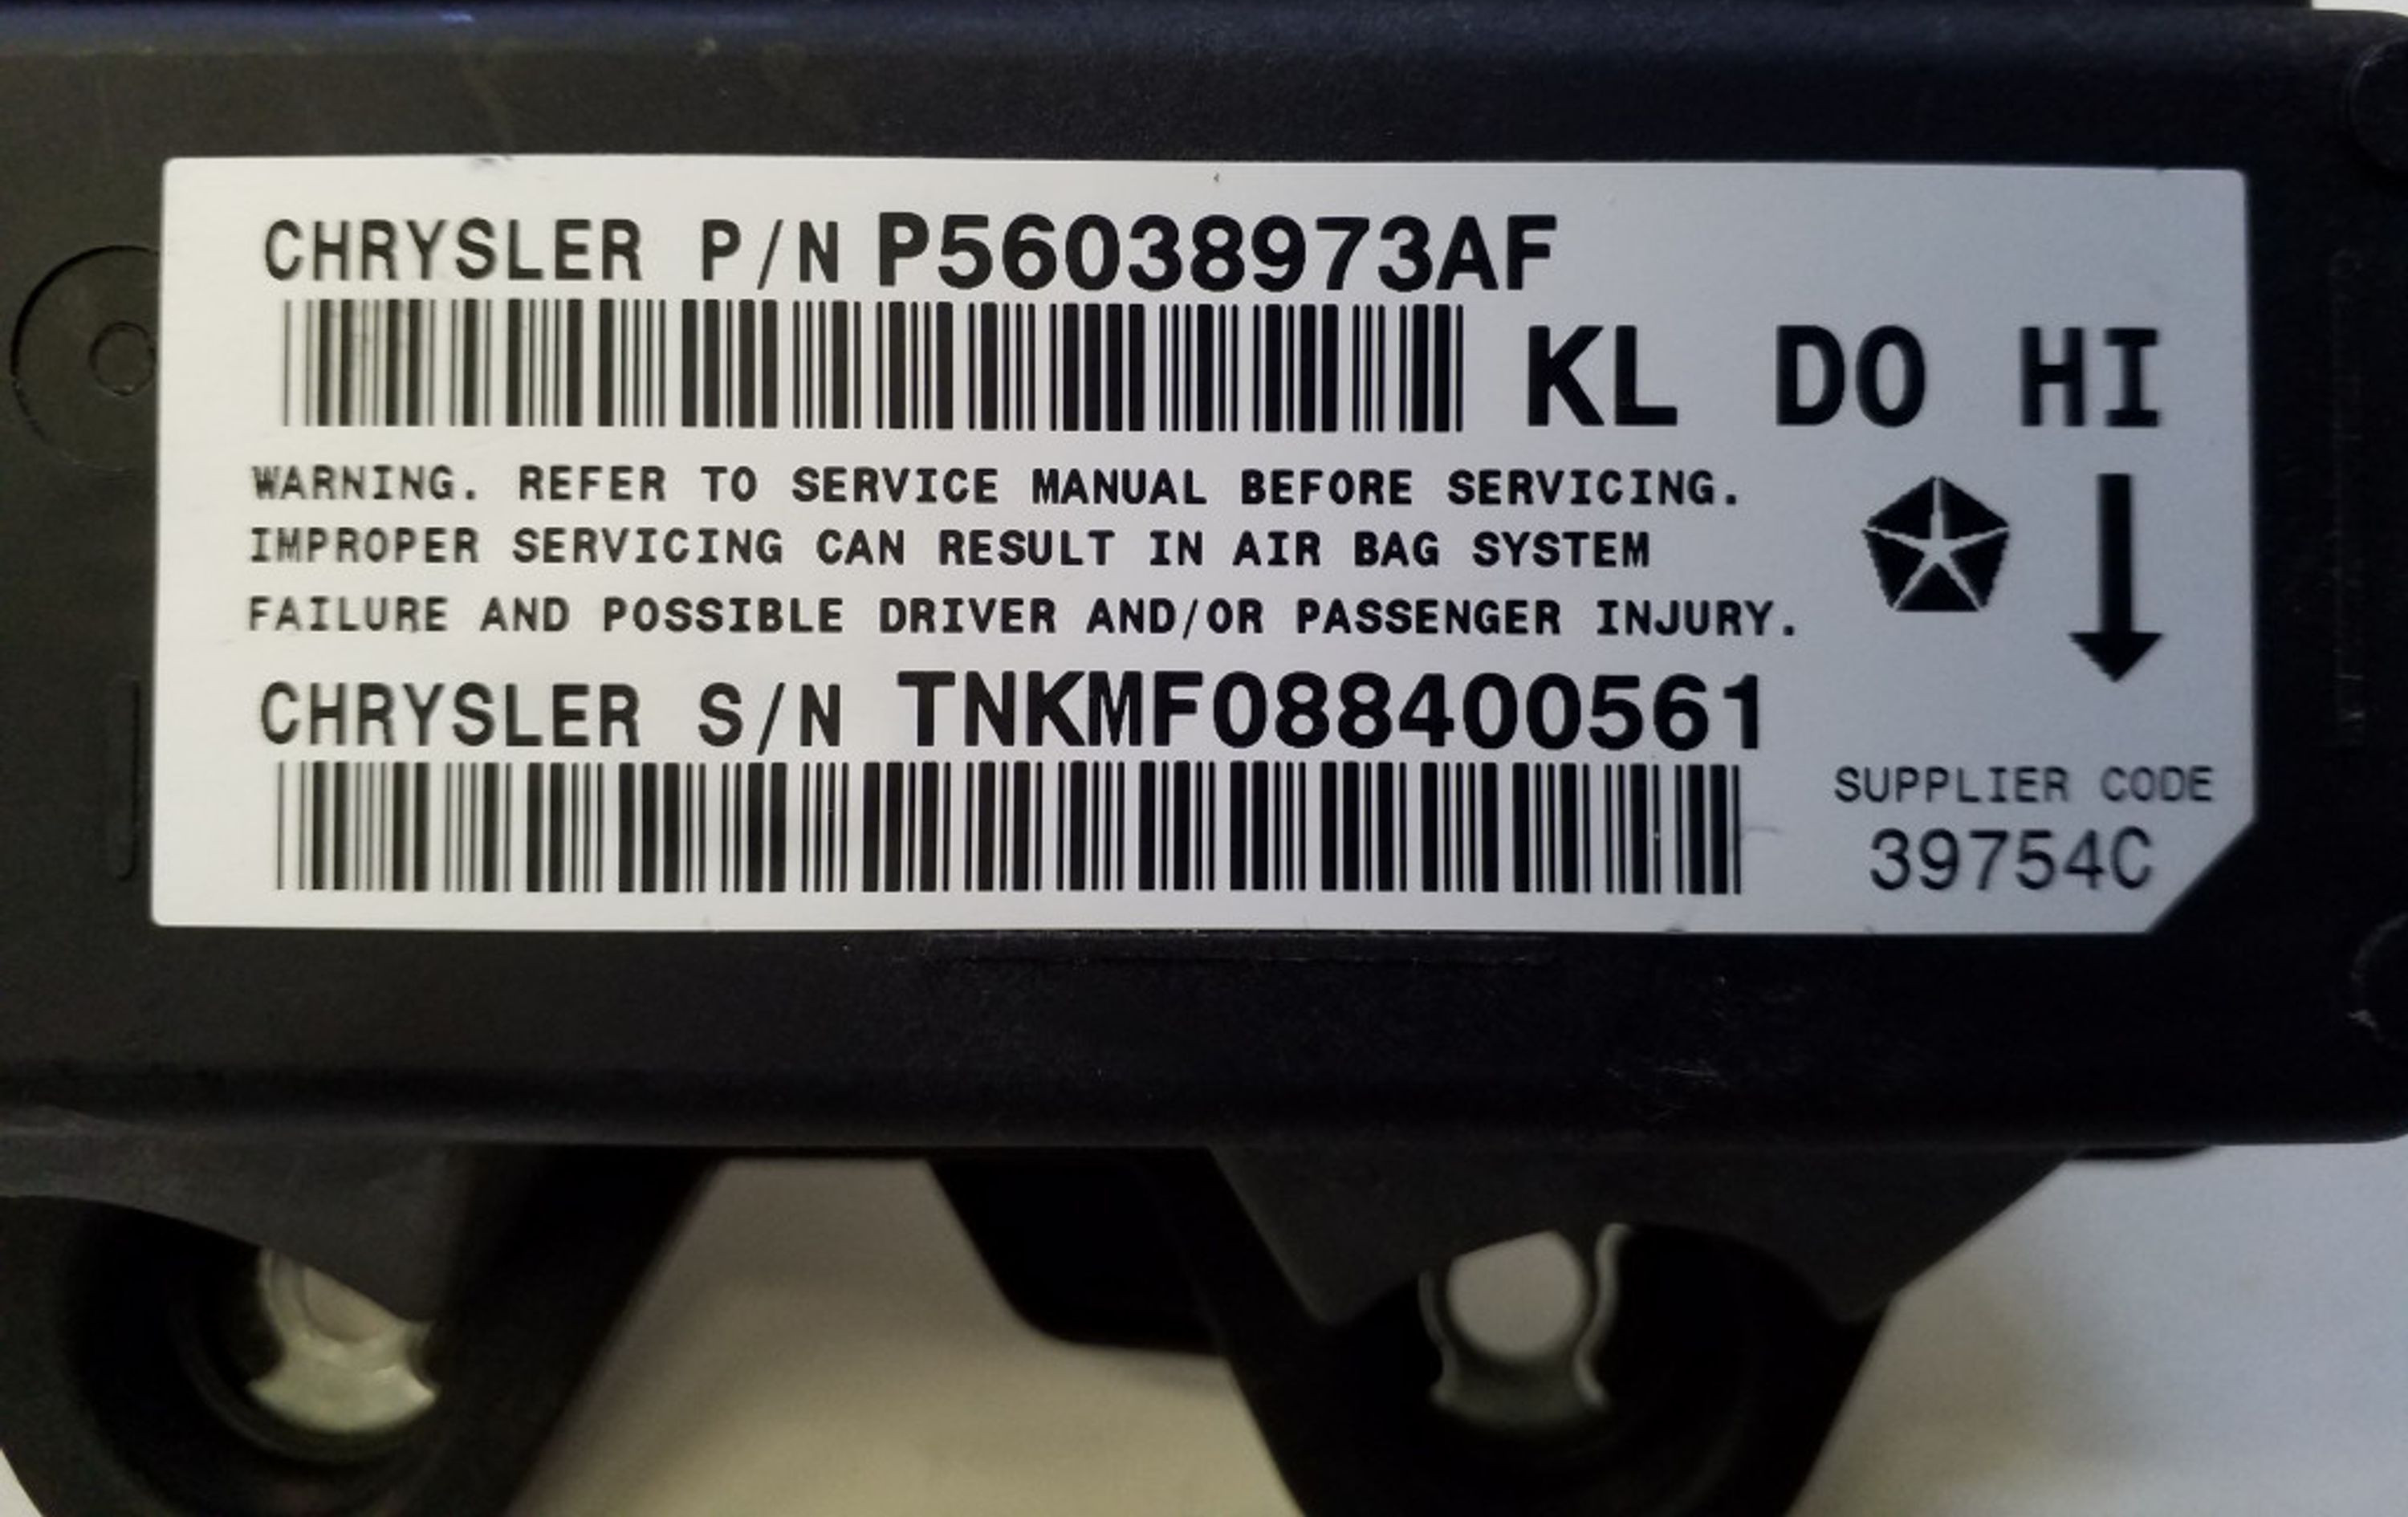 CHRYSLER P/N P56038973AF
KL DO HI
WARNING. REFER TO SERVICE MANUAL BEFORE SERVICING.
IMPROPER SERVICING CAN RESULT IN AIR BAG SYSTEM
FAILURE AND POSSIBLE DRIVER AND/OR PASSENGER INJURY.
CHRYSLER S/N TNKMF088400561
SUPPLIER CODE
39754C